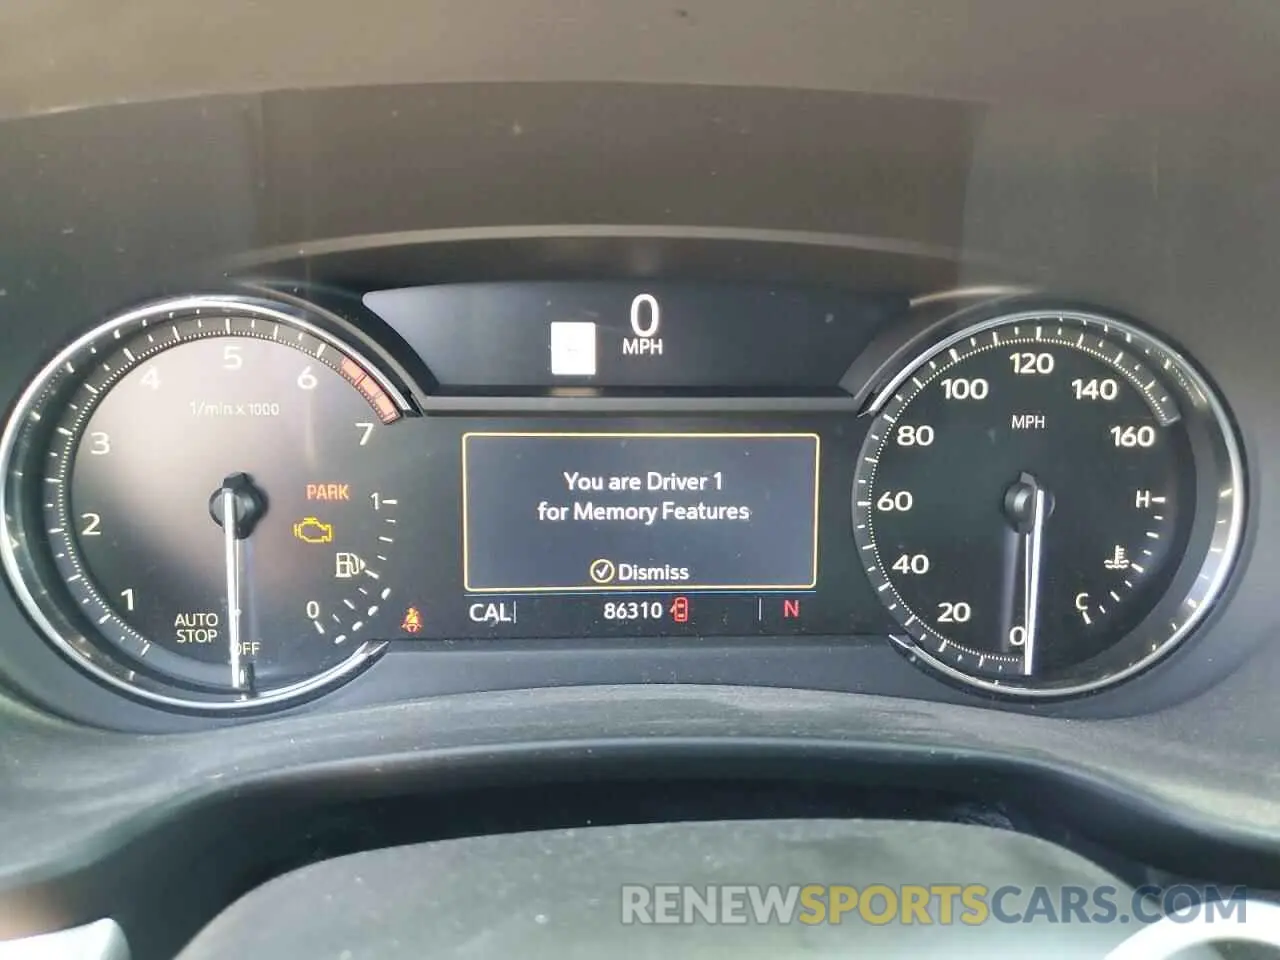 0
MPH
5
4
6
1/min x 1000
3
7
PARK
1
2
0
1
AUTO
STOP
OFF
You are Driver 1
for Memory Features
Dismiss
CAL
86310
N
120
100
140
MPH
80
160
60
H
40
C
20
0
RENEWSPORTSCARS.COM